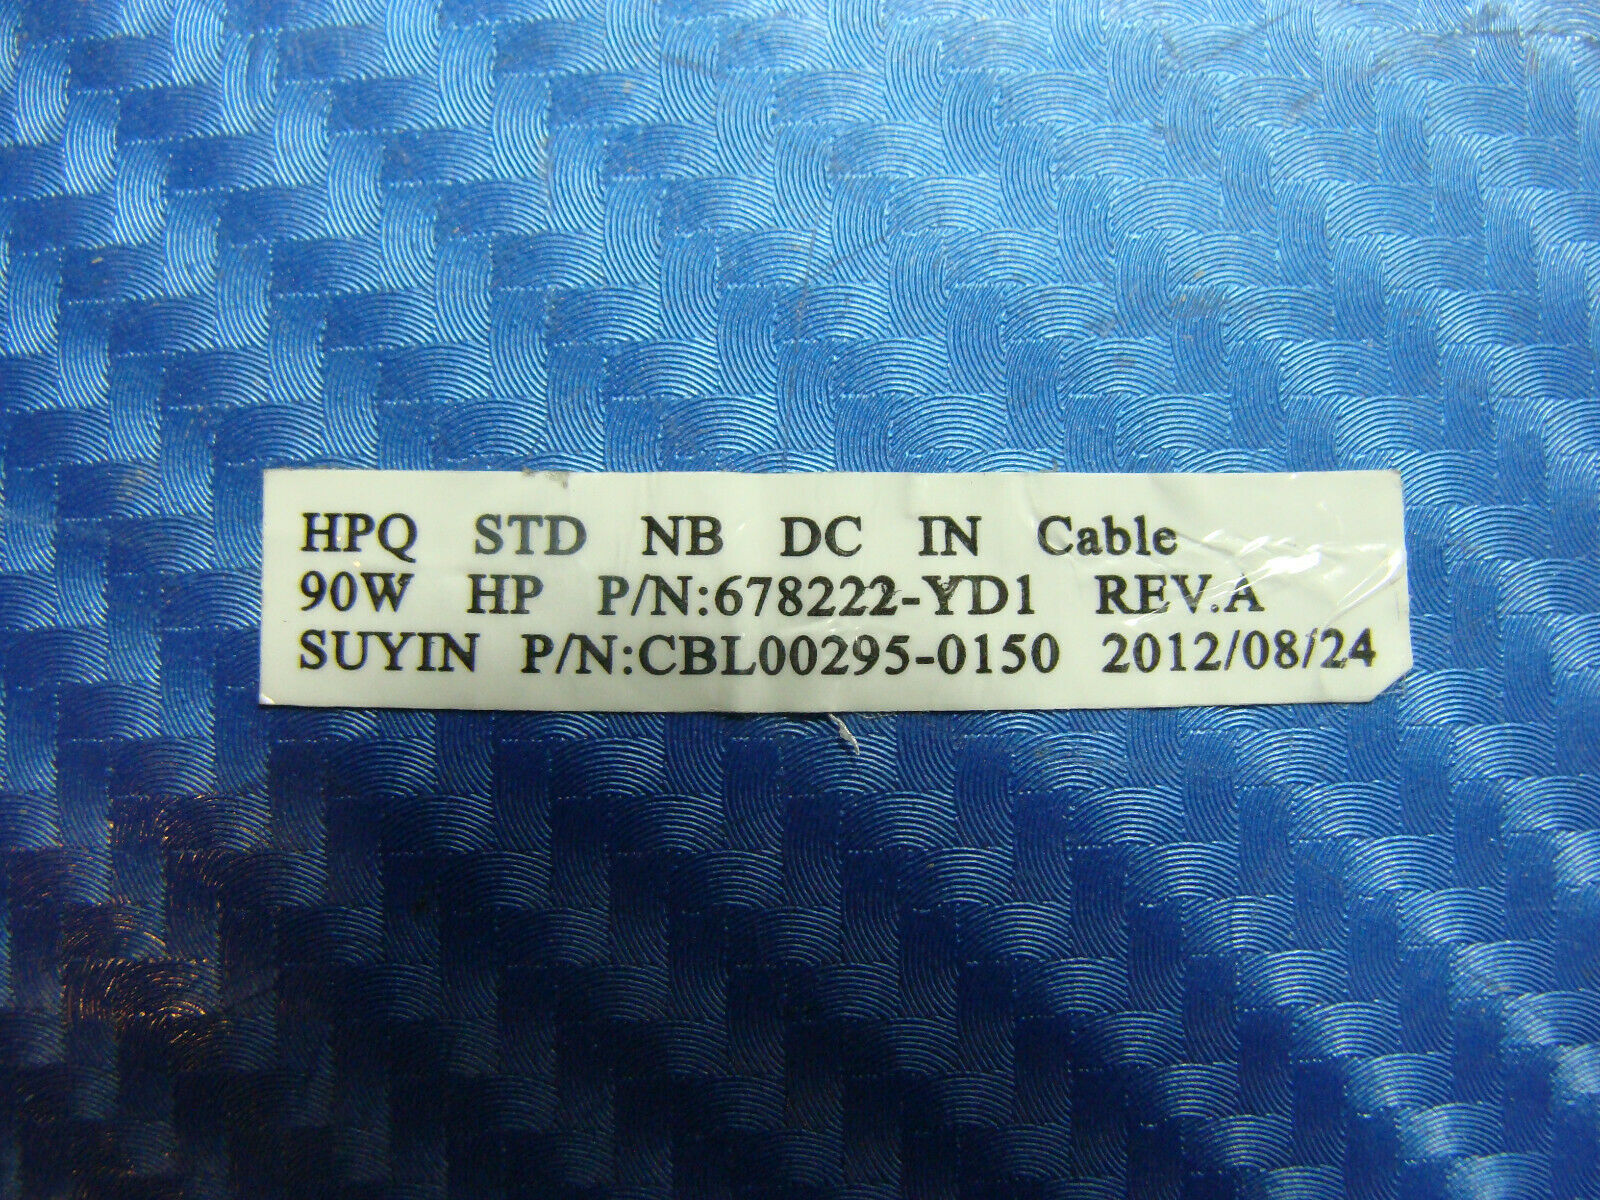 HPQ STD NB DC IN Cable
90W HP P/N:678222-YD1 REV.A
SUYIN P/N:CBL00295-0150 2012/08/24